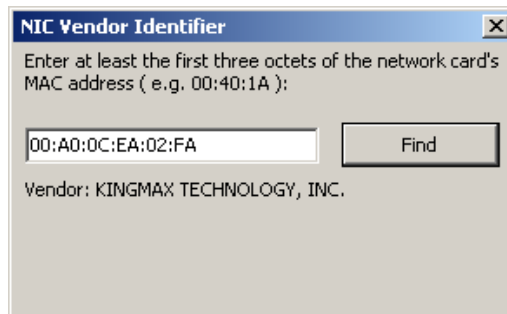 NIC Vendor Identifier
Enter at least the first three octets of the network card's
MAC address ( e.g. 00:40:1A ):
00:A0:0C:EA:02:FA
Find
Vendor: KINGMAX TECHNOLOGY, INC.